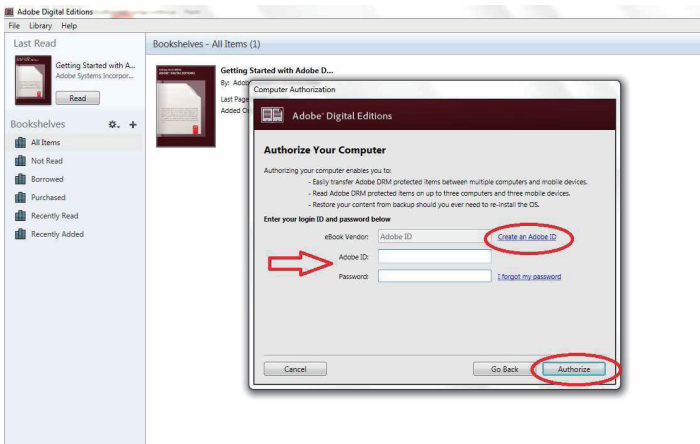 Adobe Digital Editions
File Library Help
Last Read
Getting Started with A...
Adobe Systems Incorpor...
Read
Bookshelves
All Items
Not Read
Borrowed
Purchased
Recently Read
Recently Added
Bookshelves - All Items (1)
Getting Started with Adobe D...
By: Adob
Last Page
Added O
Computer Authorization
Adobe® Digital Editions
Authorize Your Computer
Authorizing your computer enables you to:
- Easily transfer Adobe DRM protected items between multiple computers and mobile devices.
- Read Adobe DRM protected items on up to three computers and three mobile devices.
- Restore your content from backup should you ever need to re-install the OS.
Enter your login ID and password below
eBook Vendor: Adobe ID Create an Adobe ID
Adobe ID:
Password: I forgot my password
Cancel Go Back Authorize